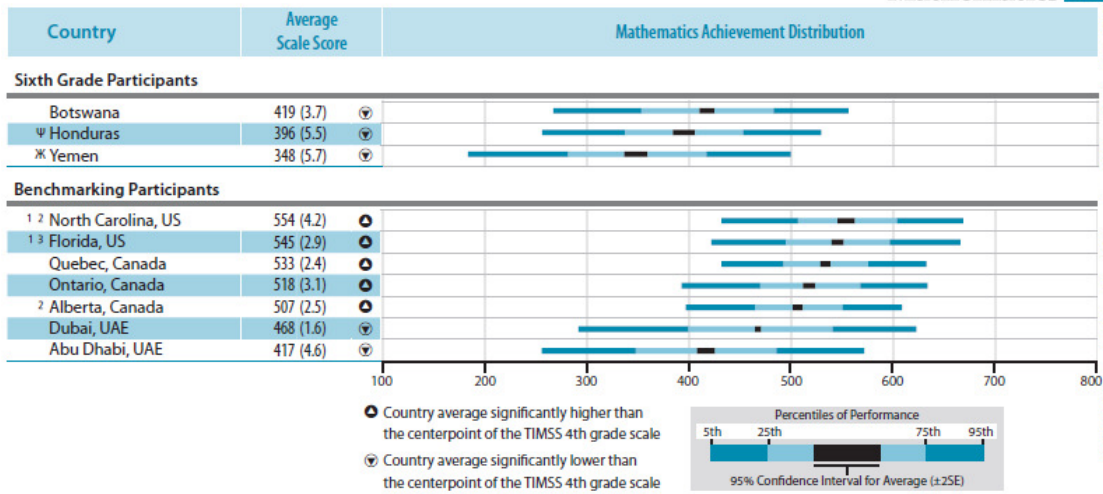 Country Average Scale Score Mathematics Achievement Distribution
Sixth Grade Participants
Botswana 419 (3.7)
Ψ Honduras 396 (5.5)
Ж Yemen 348 (5.7)
Benchmarking Participants
1 2 North Carolina, US 554 (4.2)
1 3 Florida, US 545 (2.9)
Quebec, Canada 533 (2.4)
Ontario, Canada 518 (3.1)
2 Alberta, Canada 507 (2.5)
Dubai, UAE 468 (1.6)
Abu Dhabi, UAE 417 (4.6)
100 200 300 400 500 600 700 800
Country average significantly higher than
the centerpoint of the TIMSS 4th grade scale
Country average significantly lower than
the centerpoint of the TIMSS 4th grade scale
Percentiles of Performance
5th 25th 75th 95th
95% Confidence Interval for Average (±2SE)